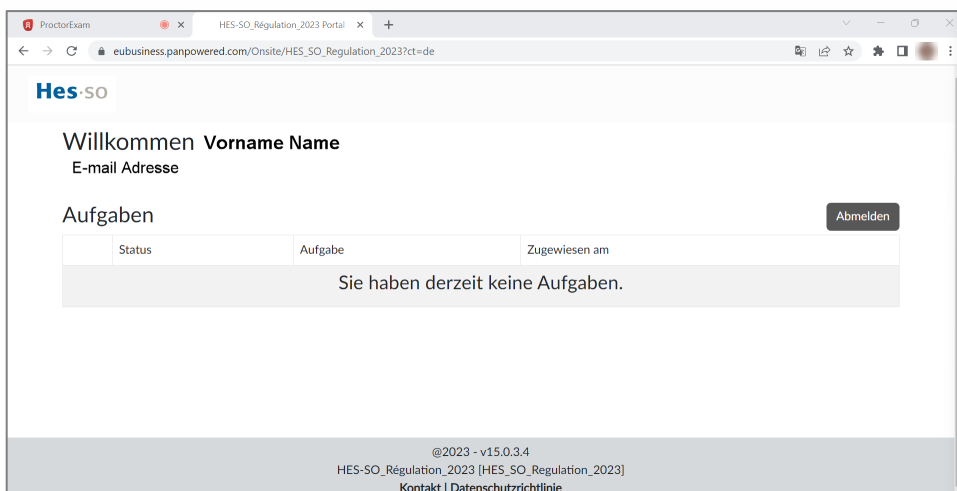 ProctorExam HES-SO_Régulation_2023 Portal
eubusiness.panpowered.com/Onsite/HES_SO_Regulation_2023?ct=de
Hes·so
Willkommen Vorname Name
E-mail Adresse
Aufgaben
Abmelden
Status Aufgabe Zugewiesen am
Sie haben derzeit keine Aufgaben.
@2023 - v15.0.3.4
HES-SO_Régulation_2023 [HES_SO_Regulation_2023]
Kontakt | Datenschutzrichtlinie